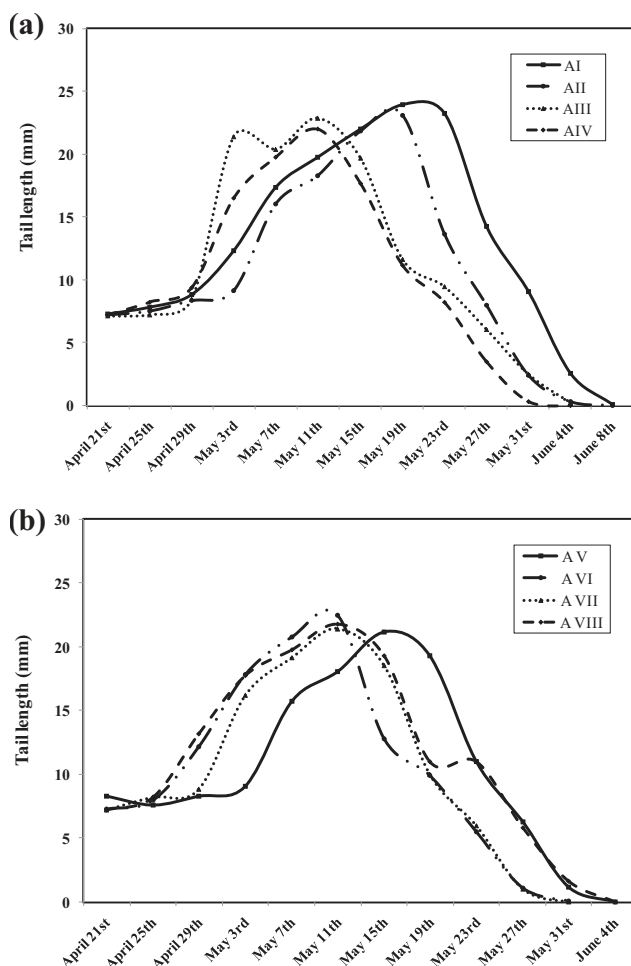 (a)
30
25
20
15
10
5
0
Tail length (mm)
AI
AII
AIII
AIV
April 21st
April 25th
April 29th
May 3rd
May 7th
May 11th
May 15th
May 19th
May 23rd
May 27th
May 31st
June 4th
June 8th
(b)
30
25
20
15
10
5
0
Tail length (mm)
A V
A VI
A VII
A VIII
April 21st
April 25th
April 29th
May 3rd
May 7th
May 11th
May 15th
May 19th
May 23rd
May 27th
May 31st
June 4th